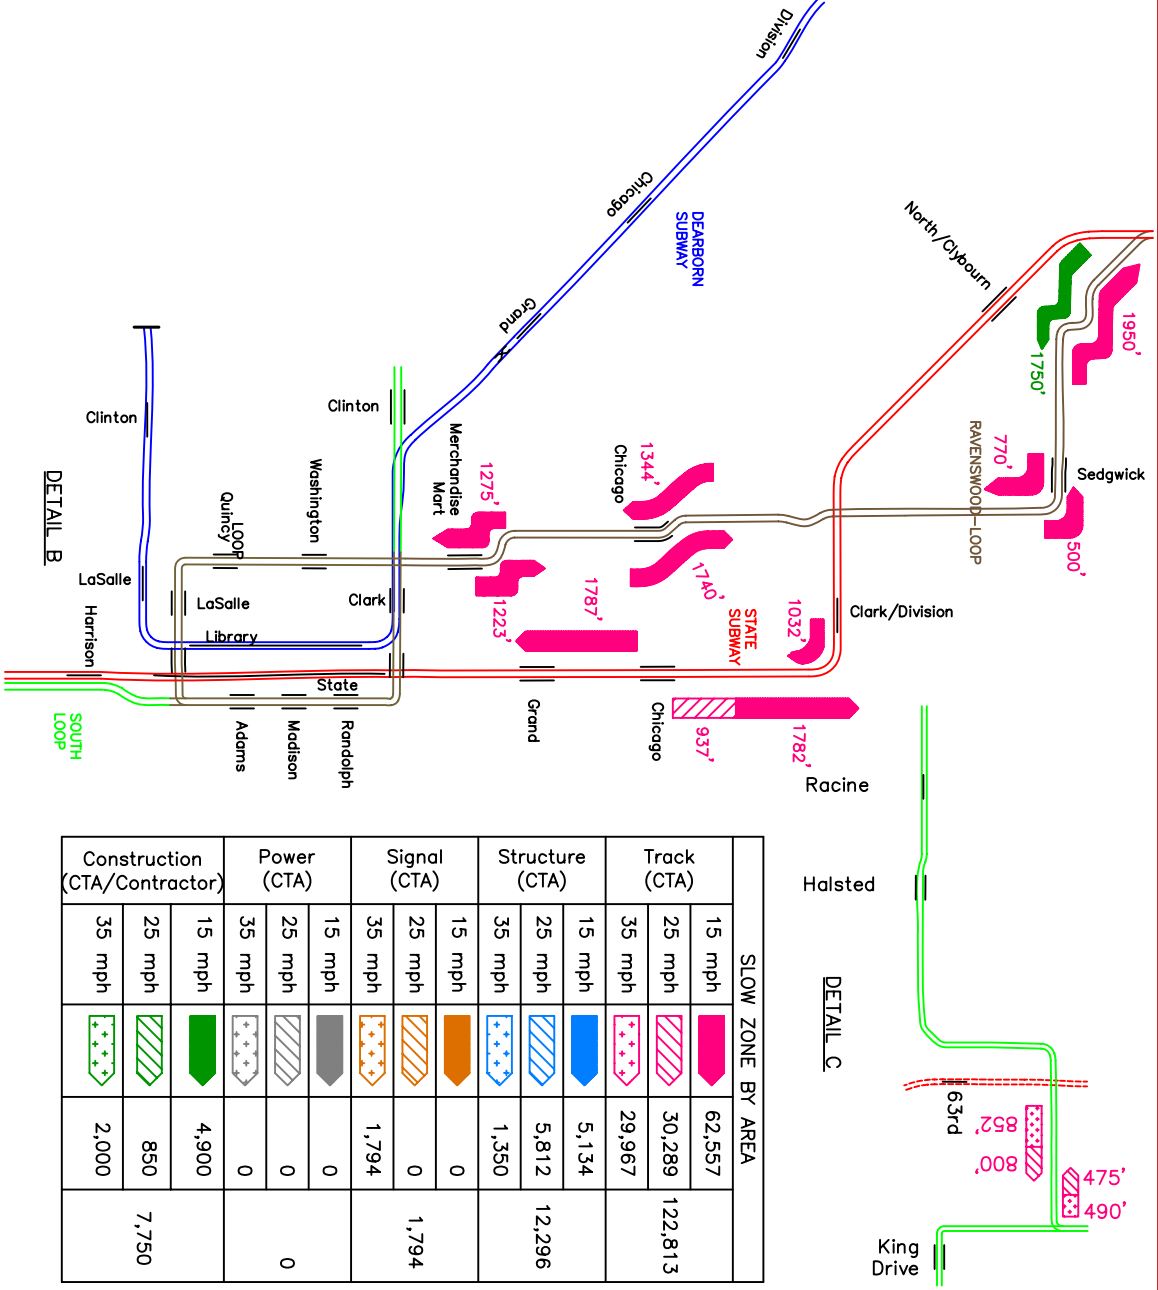 Division
Chicago
DEARBORN
SUBWAY
Grand
X
North/Clybourn
1950'
1750'
RAVENSWOOD-LOOP
770'
Sedgwick
500'
Clinton
Clinton
Merchandise
Mart
1275'
1344'
Chicago
1740'
Washington
LOOP
Quincy
DETAIL B
LaSalle
LaSalle
Clark
1223'
1787'
STATE
SUBWAY
1032'
Clark/Division
Harrison
Library
State
SOUTH
LOOP
Adams
Madison
Randolph
Grand
Chicago
937'
1782'
Racine
Halsted
DETAIL C
63rd
852'
800'
475'
490'
King
Drive
SLOW ZONE BY AREA
Track
(CTA)
15 mph
62,557
25 mph
30,289
35 mph
29,967
122,813
Structure
(CTA)
15 mph
5,134
25 mph
5,812
35 mph
1,350
12,296
Signal
(CTA)
15 mph
0
25 mph
0
35 mph
1,794
1,794
Power
(CTA)
15 mph
0
25 mph
0
35 mph
0
0
Construction
(CTA/Contractor)
15 mph
4,900
25 mph
850
35 mph
2,000
7,750